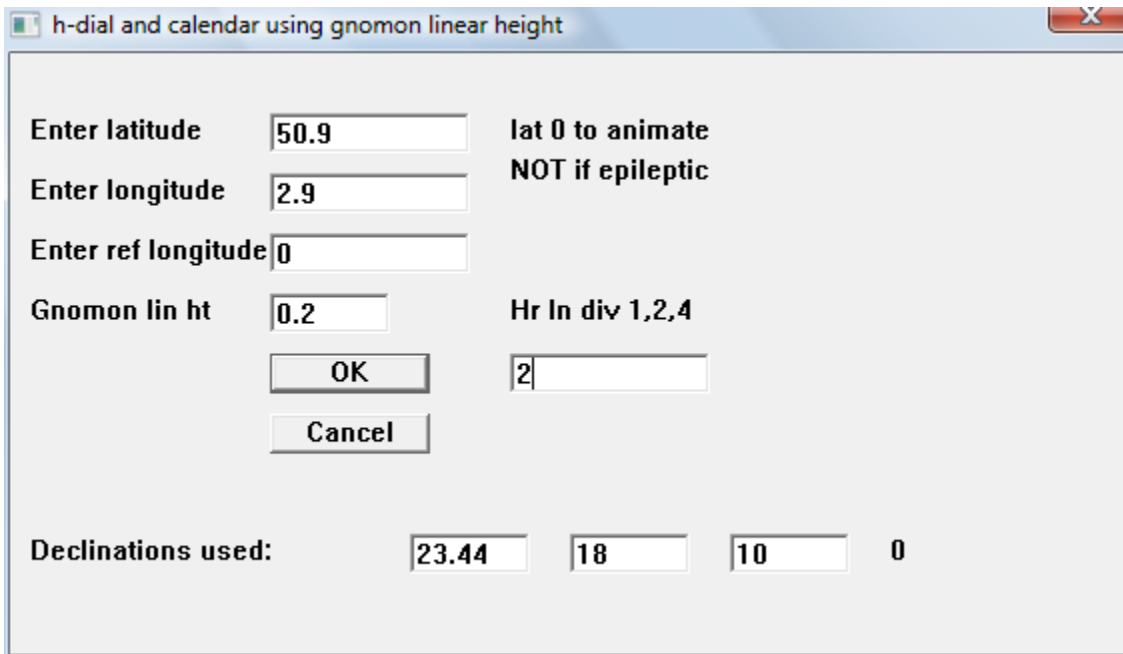 h-dial and calendar using gnomon linear height
Enter latitude 50.9 lat 0 to animate
NOT if epileptic
Enter longitude 2.9
Enter ref longitude 0
Gnomon lin ht 0.2 Hr ln div 1,2,4
OK 2
Cancel
Declinations used: 23.44 18 10 0